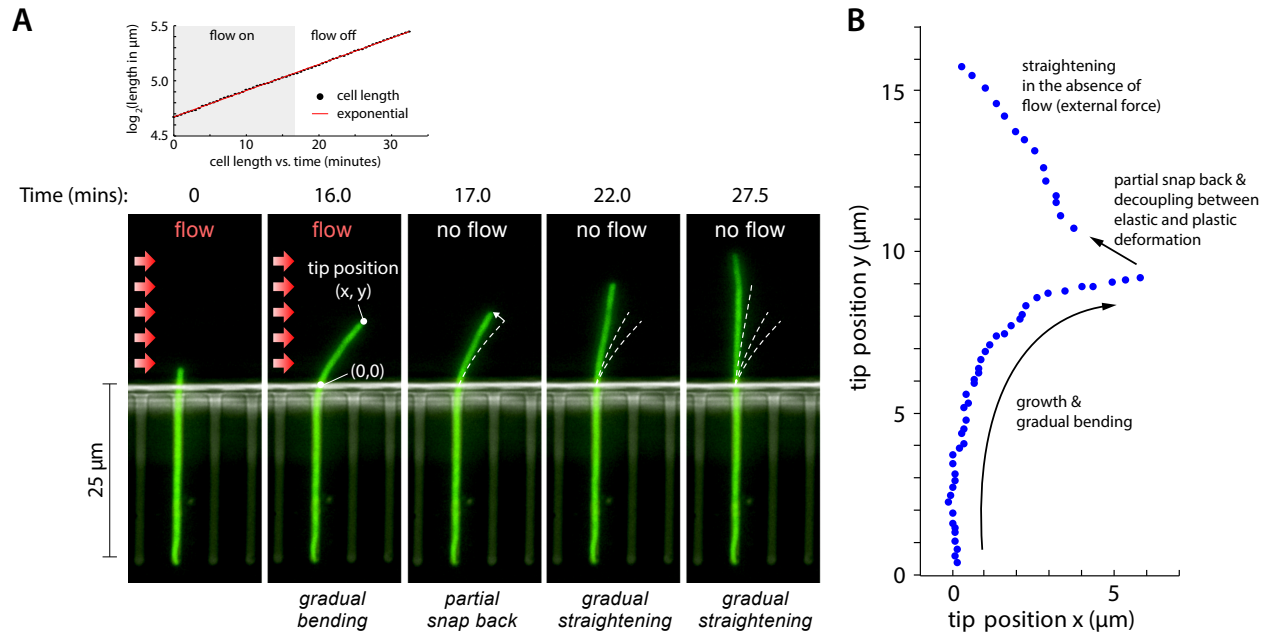 A
5.5
5.0
4.5
log₂(length in μm)
flow on
flow off
cell length
exponential
0
10
20
30
cell length vs. time (minutes)
Time (mins):
0
16.0
17.0
22.0
27.5
flow
flow
no flow
no flow
no flow
tip position
(x, y)
(0,0)
25 μm
gradual
bending
partial
snap back
gradual
straightening
gradual
straightening
B
tip position y (μm)
15
10
5
0
straightening
in the absence of
flow (external force)
partial snap back &
decoupling between
elastic and plastic
deformation
growth &
gradual bending
0
5
tip position x (μm)